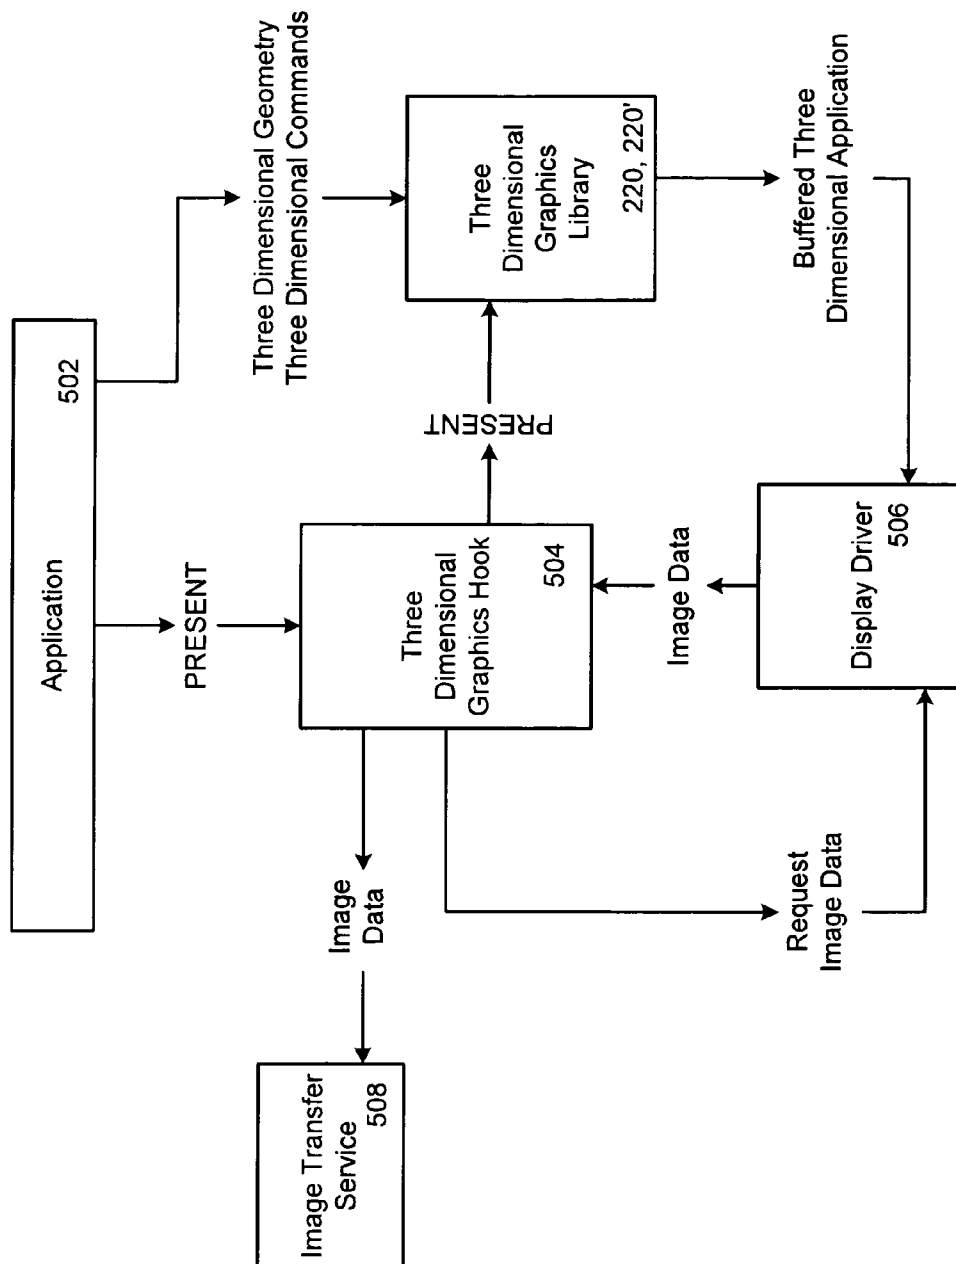 Application
502
Three Dimensional Geometry
Three Dimensional Commands
PRESENT
Three
Dimensional
Graphics
Library
220, 220'
PRESENT
Three
Dimensional
Graphics Hook
504
Image
Data
Image Transfer
Service
508
Image Data
Request
Image Data
Display Driver
506
Buffered Three
Dimensional Application